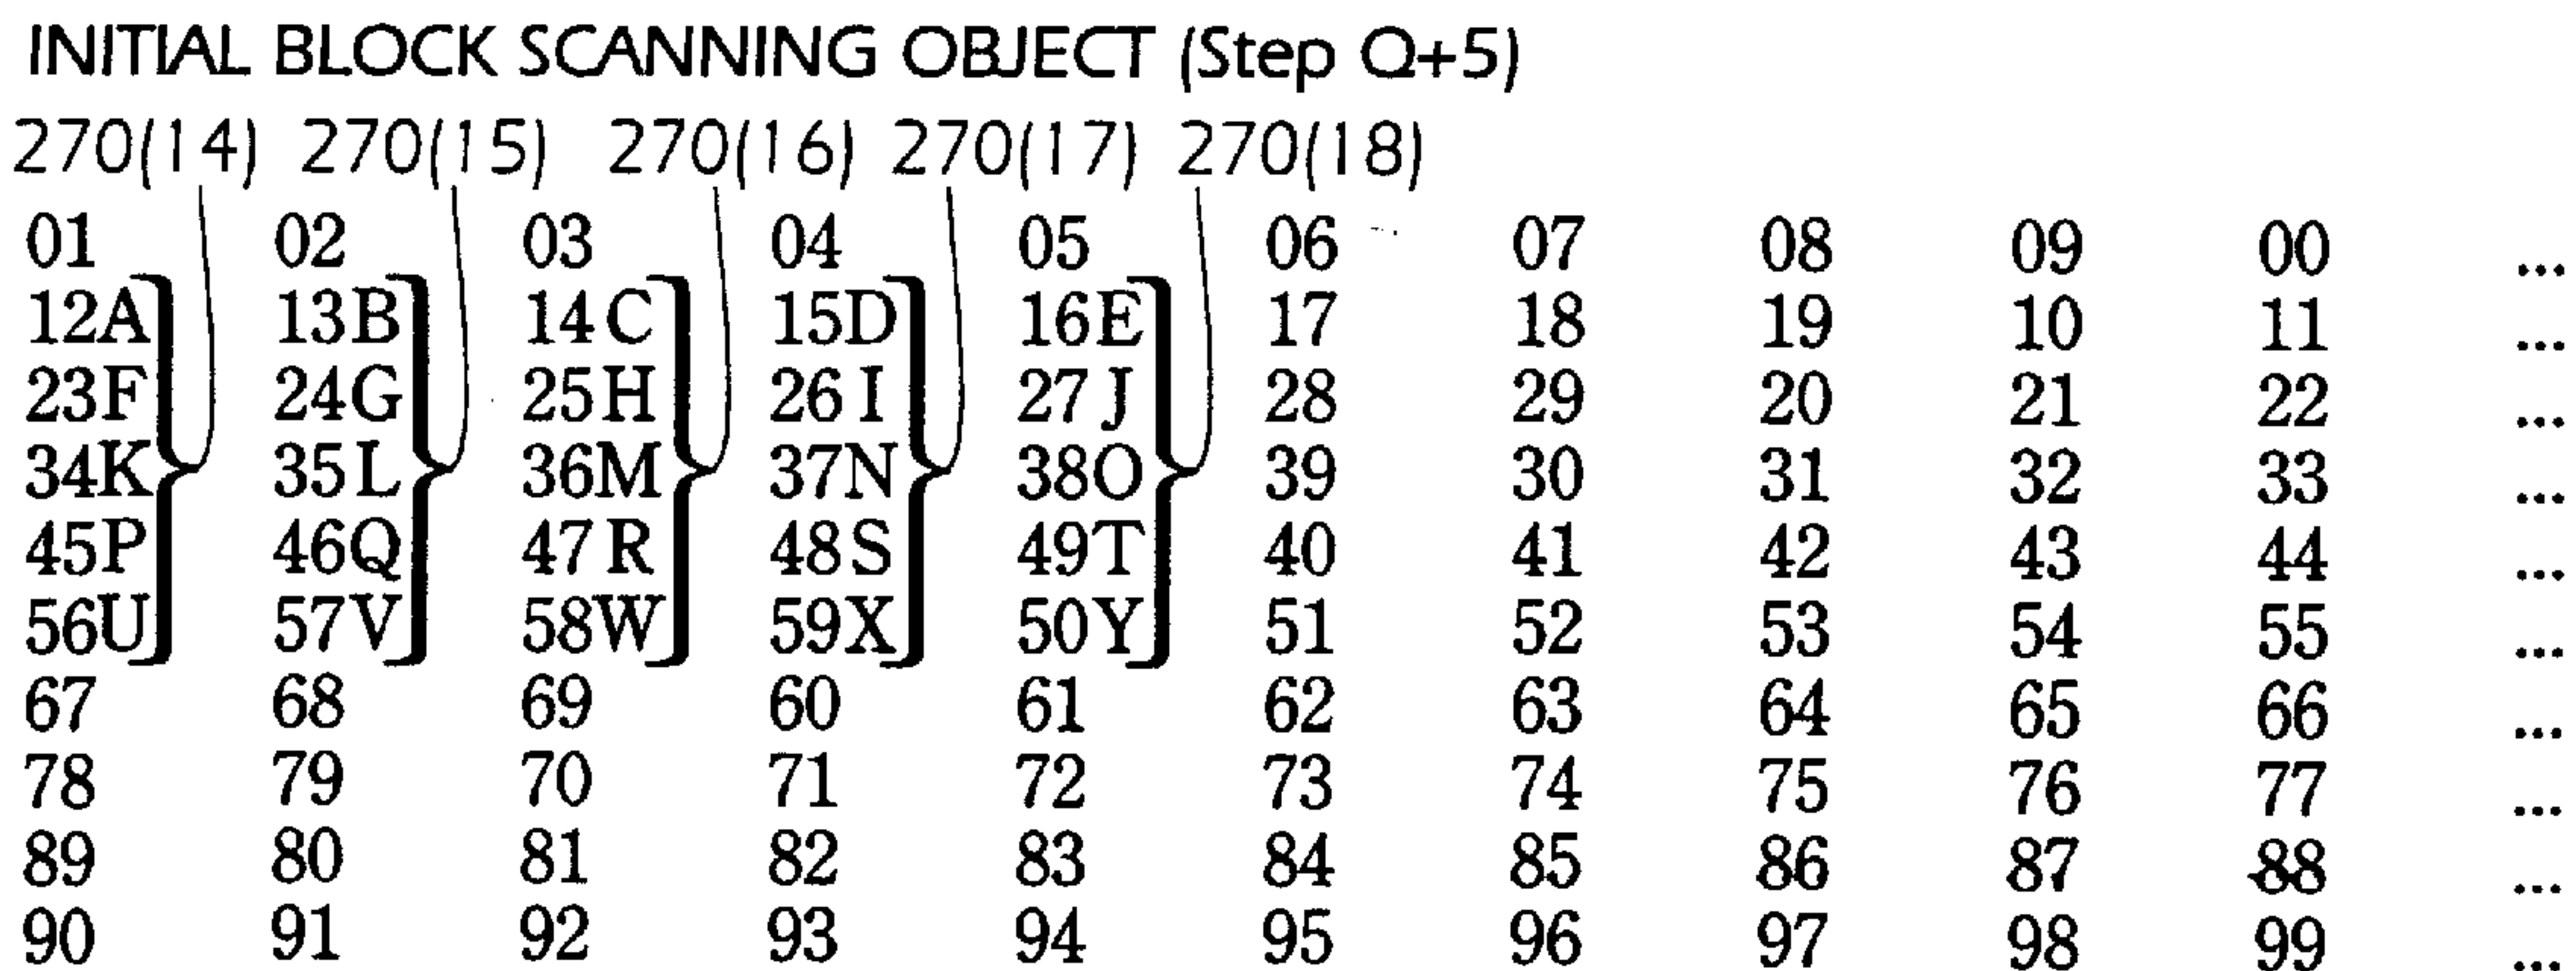 INITIAL BLOCK SCANNING OBJECT (Step Q+5)
270(14) 270(15) 270(16) 270(17) 270(18)
01 02 03 04 05 06 07 08 09 00 ...
12A 13B 14C 15D 16E 17 18 19 10 11 ...
23F 24G 25H 26I 27J 28 29 20 21 22 ...
34K 35L 36M 37N 38O 39 30 31 32 33 ...
45P 46Q 47R 48S 49T 40 41 42 43 44 ...
56U 57V 58W 59X 50Y 51 52 53 54 55 ...
67 68 69 60 61 62 63 64 65 66 ...
78 79 70 71 72 73 74 75 76 77 ...
89 80 81 82 83 84 85 86 87 88 ...
90 91 92 93 94 95 96 97 98 99 ...